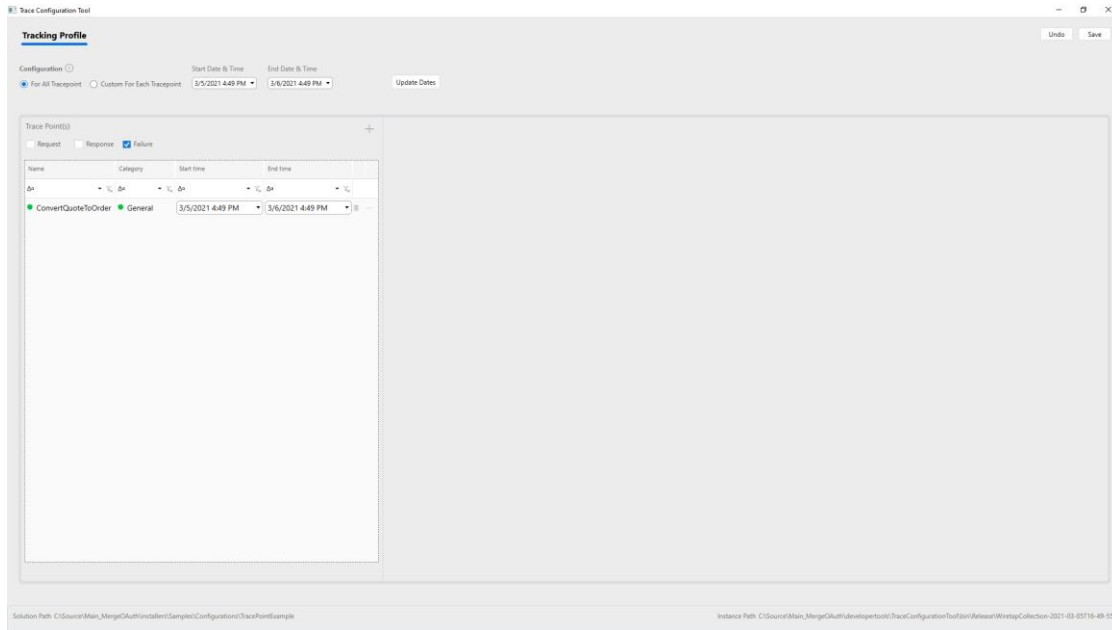 Trace Configuration Tool
Tracking Profile
Undo Save
Configuration
Start Date & Time End Date & Time
For All Tracepoint Custom For Each Tracepoint 3/5/2021 4:49 PM 3/6/2021 4:49 PM Update Dates
Trace Point(s)
Request Response Failure
Name Category Start time End time
ConvertQuoteToOrder General 3/5/2021 4:49 PM 3/6/2021 4:49 PM
Solution Path C:\Source\Main_MergeOAuth\installers\Samples\Configurations\TracePointExample
Instance Path C:\Source\Main_MergeOAuth\developertools\TraceConfigurationTool\bin\Release\WiretapCollection-2021-03-05T16-49-55